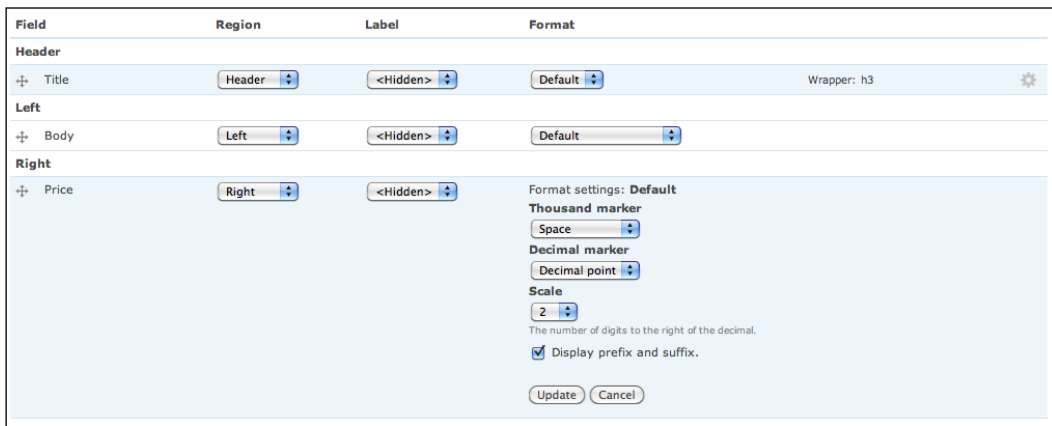 Field Region Label Format
Header
Title Header <Hidden> Default Wrapper: h3
Left
Body Left <Hidden> Default
Right
Price Right <Hidden> Format settings: Default
Thousand marker
Space
Decimal marker
Decimal point
Scale
2
The number of digits to the right of the decimal.
Display prefix and suffix.
Update Cancel